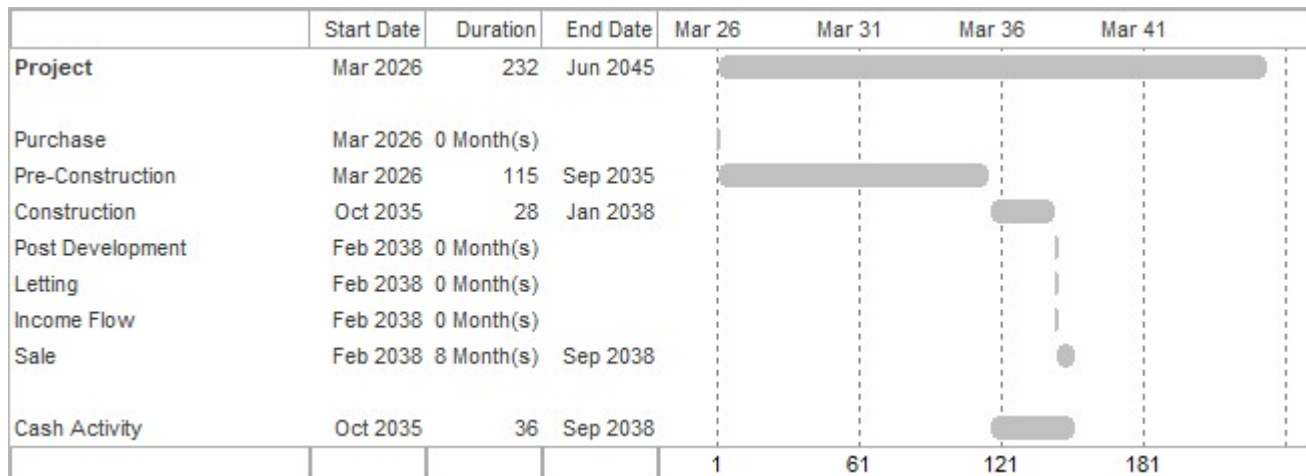 Start Date Duration End Date Mar 26 Mar 31 Mar 36 Mar 41
Project Mar 2026 232 Jun 2045
Purchase Mar 2026 0 Month(s)
Pre-Construction Mar 2026 115 Sep 2035
Construction Oct 2035 28 Jan 2038
Post Development Feb 2038 0 Month(s)
Letting Feb 2038 0 Month(s)
Income Flow Feb 2038 0 Month(s)
Sale Feb 2038 8 Month(s) Sep 2038
Cash Activity Oct 2035 36 Sep 2038
1 61 121 181